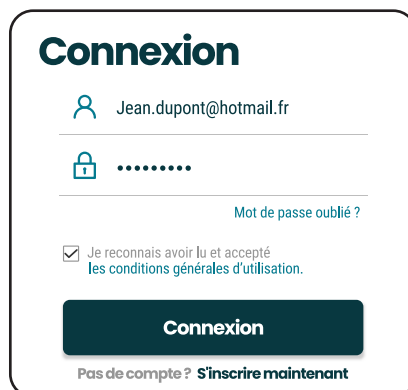 Connexion
Jean.dupont@hotmail.fr
•••••••••
Mot de passe oublié ?
Je reconnais avoir lu et accepté
les conditions générales d'utilisation.
Connexion
Pas de compte ? S'inscrire maintenant